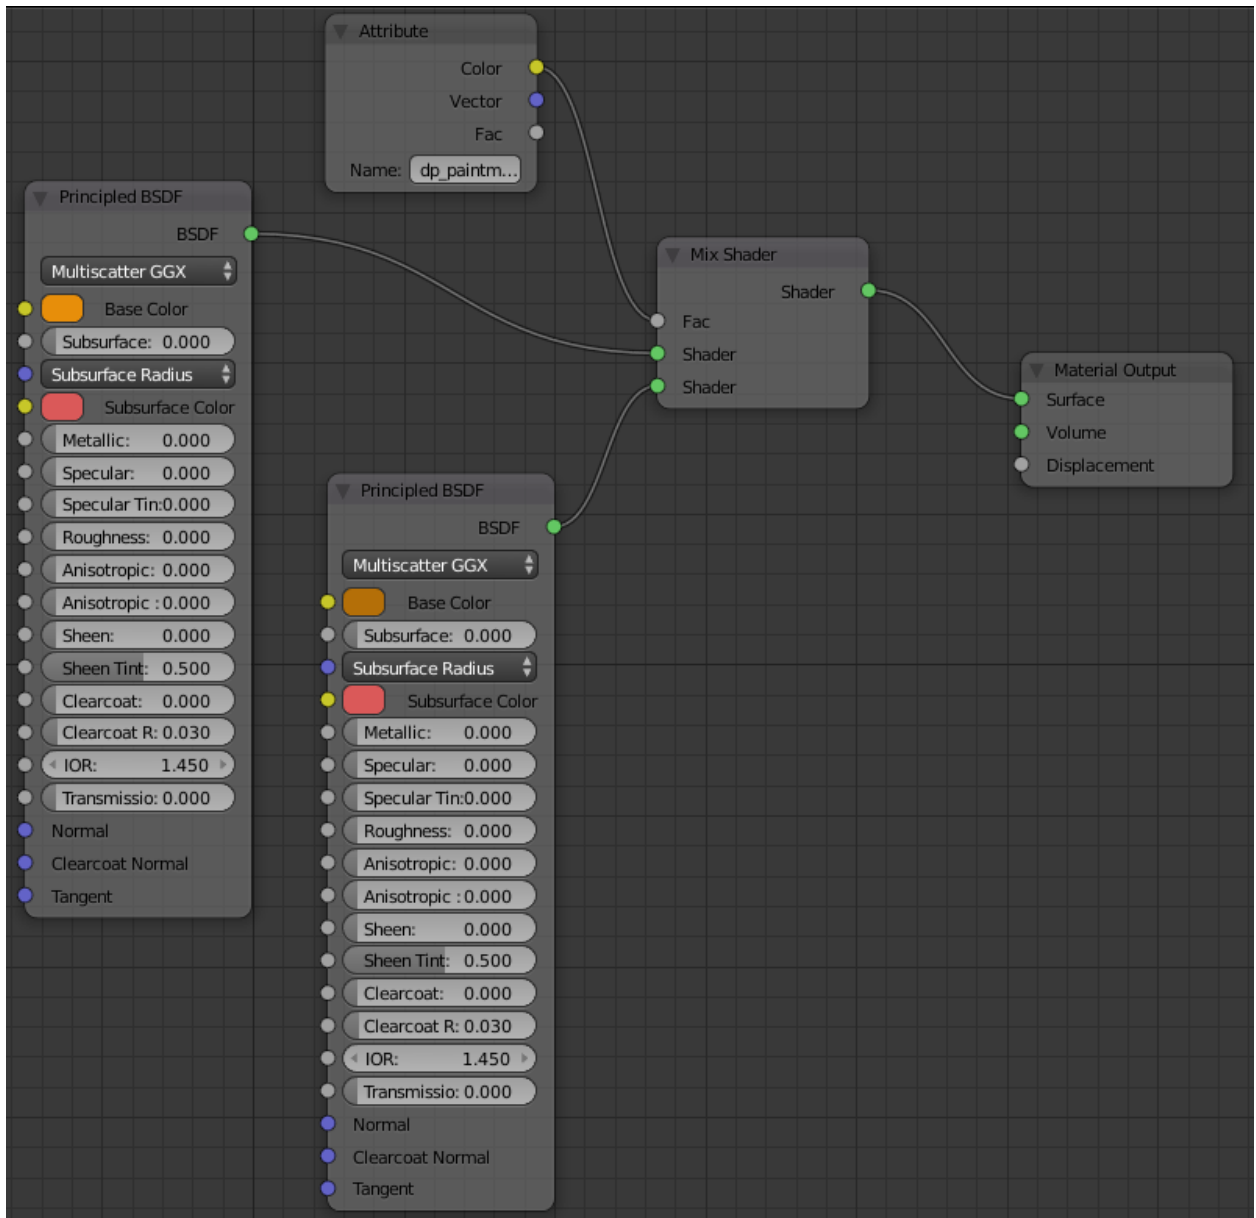 Attribute
Color
Vector
Fac
Name: dp_paintm...
Principled BSDF
BSDF
Multiscatter GGX
Base Color
Subsurface: 0.000
Subsurface Radius
Subsurface Color
Metallic: 0.000
Specular: 0.000
Specular Tin:0.000
Roughness: 0.000
Anisotropic: 0.000
Anisotropic : 0.000
Sheen: 0.000
Sheen Tint: 0.500
Clearcoat: 0.000
Clearcoat R: 0.030
IOR: 1.450
Transmissio: 0.000
Normal
Clearcoat Normal
Tangent
Mix Shader
Shader
Fac
Shader
Shader
Material Output
Surface
Volume
Displacement
Principled BSDF
BSDF
Multiscatter GGX
Base Color
Subsurface: 0.000
Subsurface Radius
Subsurface Color
Metallic: 0.000
Specular: 0.000
Specular Tin:0.000
Roughness: 0.000
Anisotropic: 0.000
Anisotropic : 0.000
Sheen: 0.000
Sheen Tint: 0.500
Clearcoat: 0.000
Clearcoat R: 0.030
IOR: 1.450
Transmissio: 0.000
Normal
Clearcoat Normal
Tangent